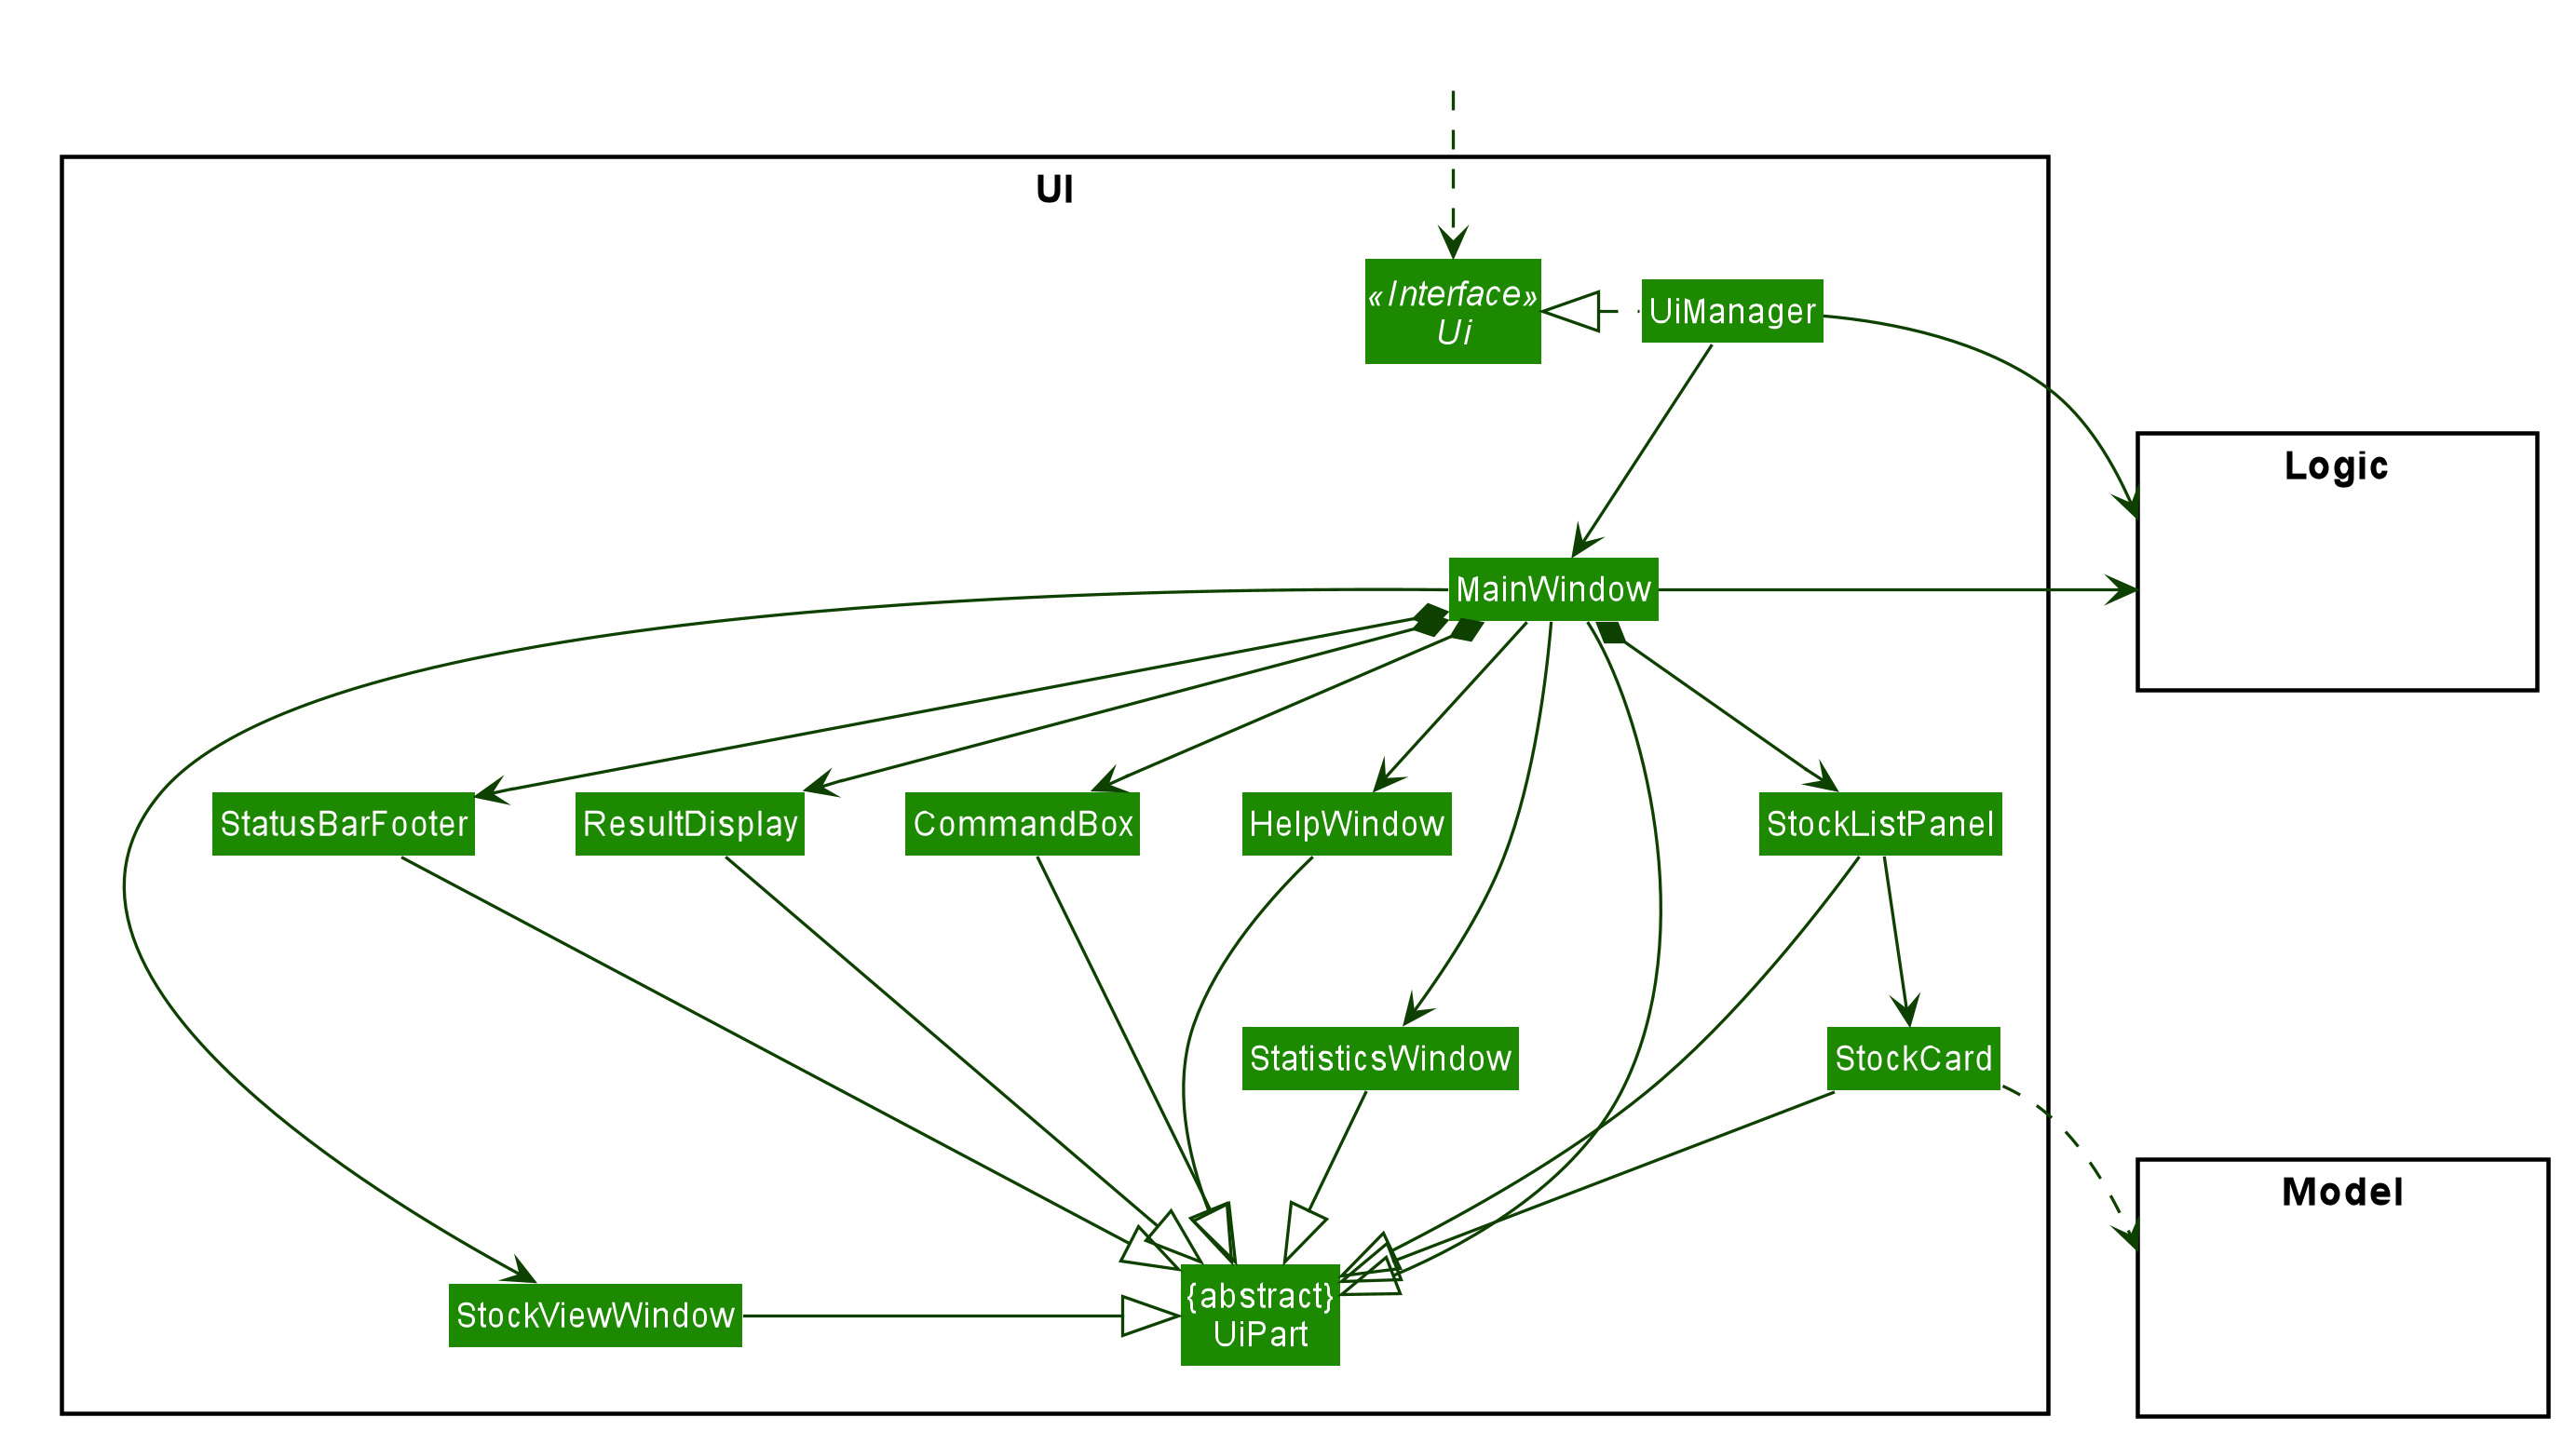 UI
«Interface»
Ui
UiManager
Logic
MainWindow
StatusBarFooter
ResultDisplay
CommandBox
HelpWindow
StockListPanel
StatisticsWindow
StockCard
Model
StockViewWindow
{abstract}
UiPart